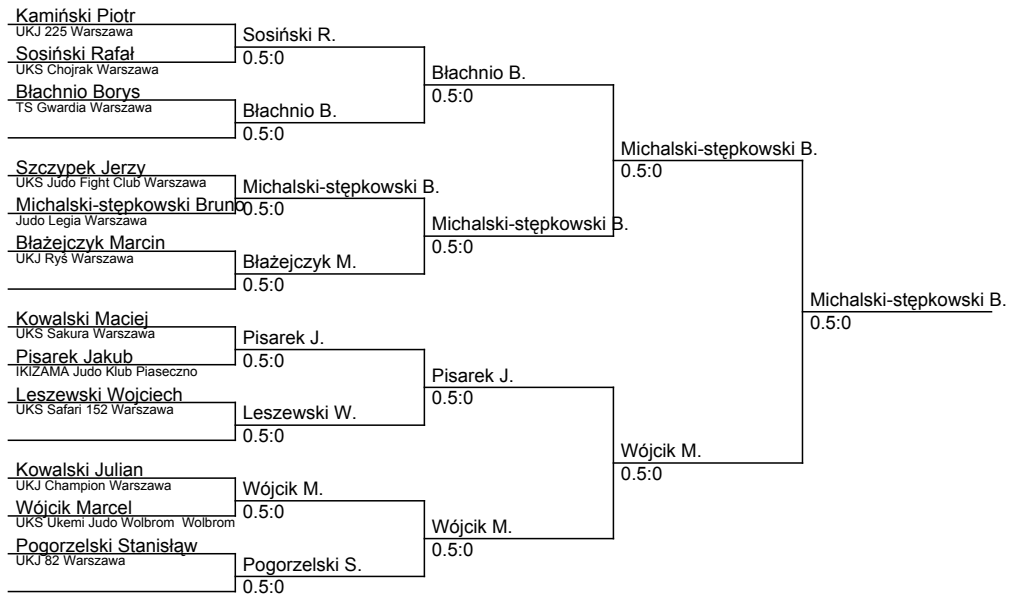 Kamiński Piotr
UKJ 225 Warszawa
Sosiński R.
0.5:0
Sosiński Rafał
UKS Chojrak Warszawa
Błachnio B.
0.5:0
Błachnio Borys
TS Gwardia Warszawa
Błachnio B.
0.5:0
Michalski-stępkowski B.
0.5:0
Szczypek Jerzy
UKS Judo Fight Club Warszawa
Michalski-stępkowski B.
0.5:0
Michalski-stępkowski Bruno
Judo Legia Warszawa
Michalski-stępkowski B.
0.5:0
Błażejczyk Marcin
UKJ Ryś Warszawa
Błażejczyk M.
0.5:0
Michalski-stępkowski B.
0.5:0
Kowalski Maciej
UKS Sakura Warszawa
Pisarek J.
0.5:0
Pisarek Jakub
IKIZAMA Judo Klub Piaseczno
Pisarek J.
0.5:0
Leszewski Wojciech
UKS Safari 152 Warszawa
Leszewski W.
0.5:0
Wójcik M.
0.5:0
Kowalski Julian
UKJ Champion Warszawa
Wójcik M.
0.5:0
Wójcik Marcel
UKS Ukemi Judo Wolbrom Wolbrom
Wójcik M.
0.5:0
Pogorzelski Stanisław
UKJ 82 Warszawa
Pogorzelski S.
0.5:0